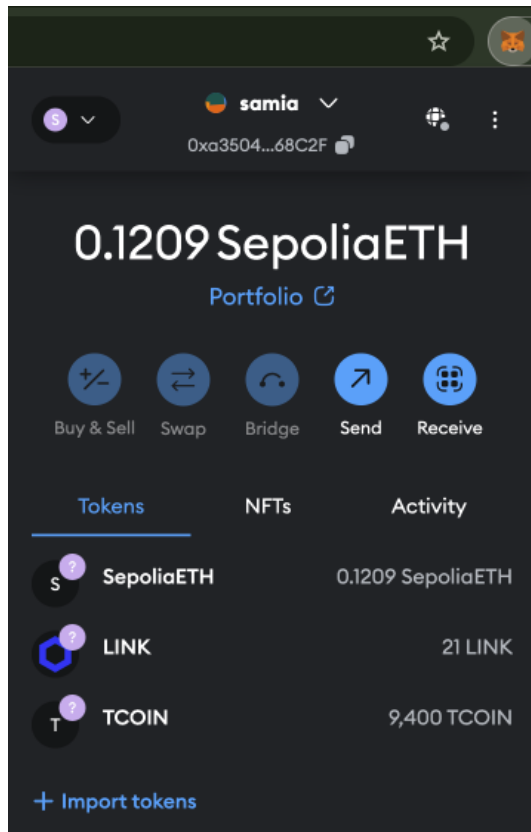 S
samia
0xa3504...68C2F
0.1209 SepoliaETH
Portfolio
Buy & Sell
Swap
Bridge
Send
Receive
Tokens
NFTs
Activity
S ? SepoliaETH 0.1209 SepoliaETH
? LINK 21 LINK
T ? TCOIN 9,400 TCOIN
+ Import tokens